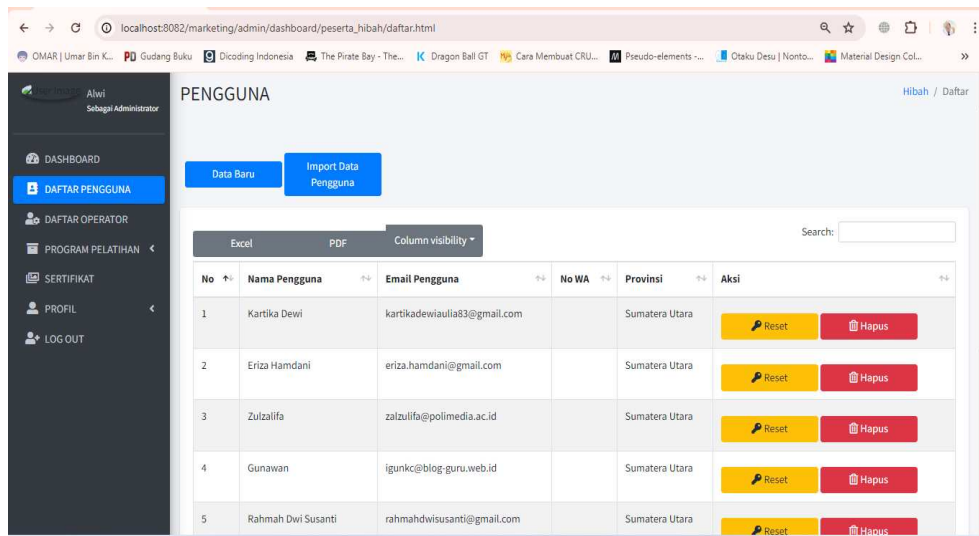 localhost:8082/marketing/admin/dashboard/peserta_hibah/daftar.html
OMAR | Umar Bin K... PD Gudang Buku Dicoding Indonesia The Pirate Bay - The... K Dragon Ball GT Cara Membuat CRU... M Pseudo-elements -... Otaku Desu | Nonto... Material Design Col... »
Alwi
Sebagai Administrator
PENGGUNA
Hibah / Daftar
DASHBOARD
DAFTAR PENGGUNA
DAFTAR OPERATOR
PROGRAM PELATIHAN
SERTIFIKAT
PROFIL
LOG OUT
Data Baru
Import Data
Pengguna
Excel PDF Column visibility
Search:
No Nama Pengguna Email Pengguna No WA Provinsi Aksi
1 Kartika Dewi kartikadewiaulia83@gmail.com Sumatera Utara Reset Hapus
2 Eriza Hamdani eriza.hamdani@gmail.com Sumatera Utara Reset Hapus
3 Zulzalifa zalzulifa@polimedia.ac.id Sumatera Utara Reset Hapus
4 Gunawan igunkc@blog-guru.web.id Sumatera Utara Reset Hapus
5 Rahmah Dwi Susanti rahmahdwisusanti@gmail.com Sumatera Utara Reset Hapus